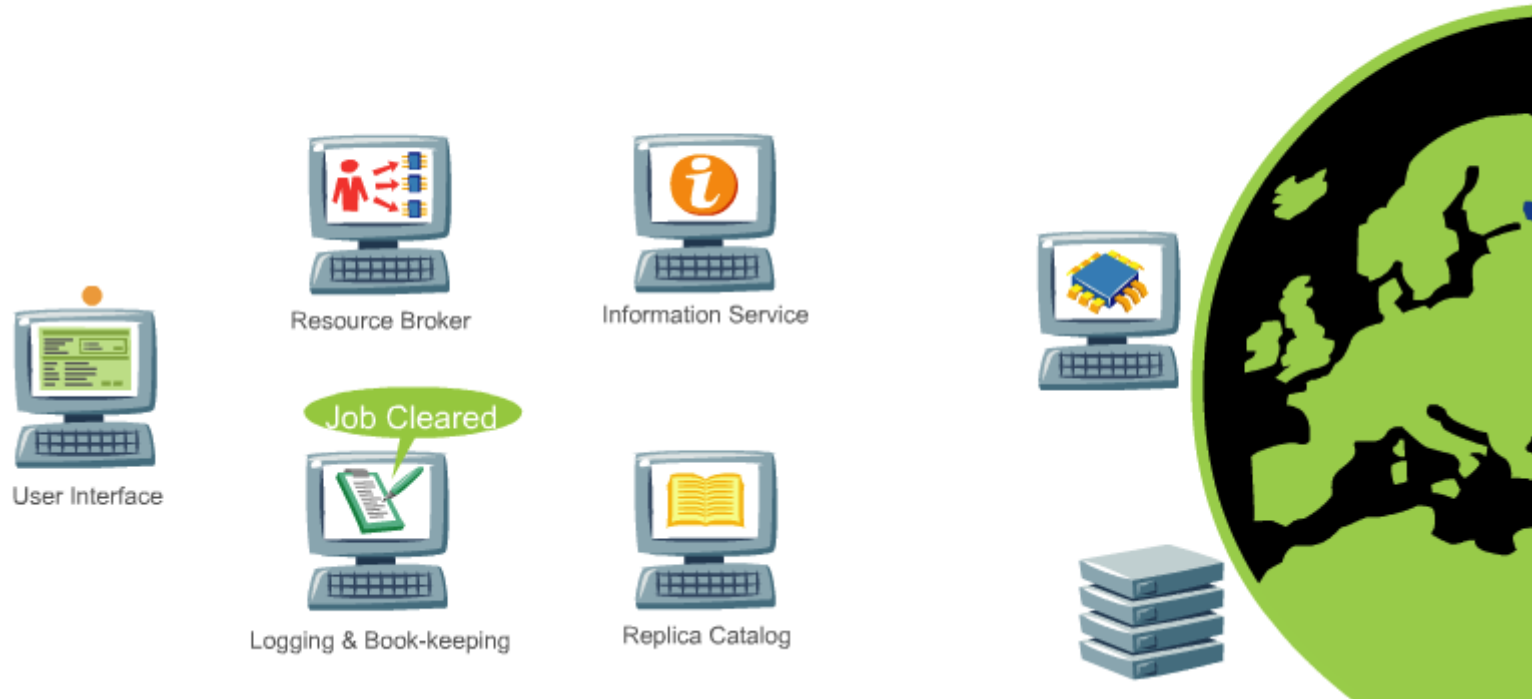 Resource Broker
Information Service
User Interface
Job Cleared
Logging & Book-keeping
Replica Catalog